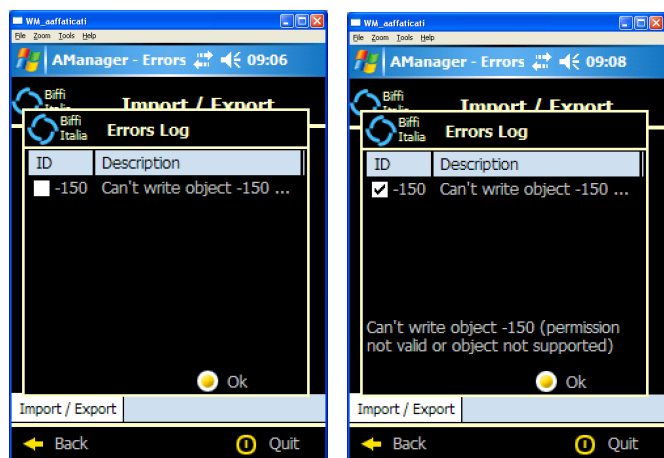 WM_aaffaticati
File Zoom Tools Help
AManager - Errors 09:06
Biffi
Italia
Import / Export
Biffi
Italia
Errors Log
ID Description
-150 Can't write object -150 ...
Ok
Import / Export
Back Quit
WM_aaffaticati
File Zoom Tools Help
AManager - Errors 09:08
Biffi
Import / Export
Biffi
Italia
Errors Log
ID Description
-150 Can't write object -150 ...
Can't write object -150 (permission
not valid or object not supported)
Ok
Import / Export
Back Quit